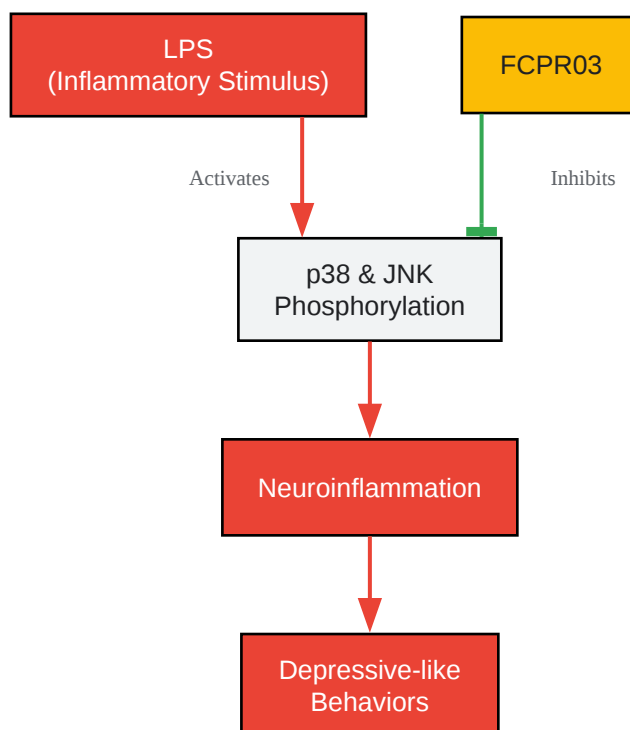 LPS
(Inflammatory Stimulus)
FCPR03
Activates
Inhibits
p38 & JNK
Phosphorylation
Neuroinflammation
Depressive-like
Behaviors